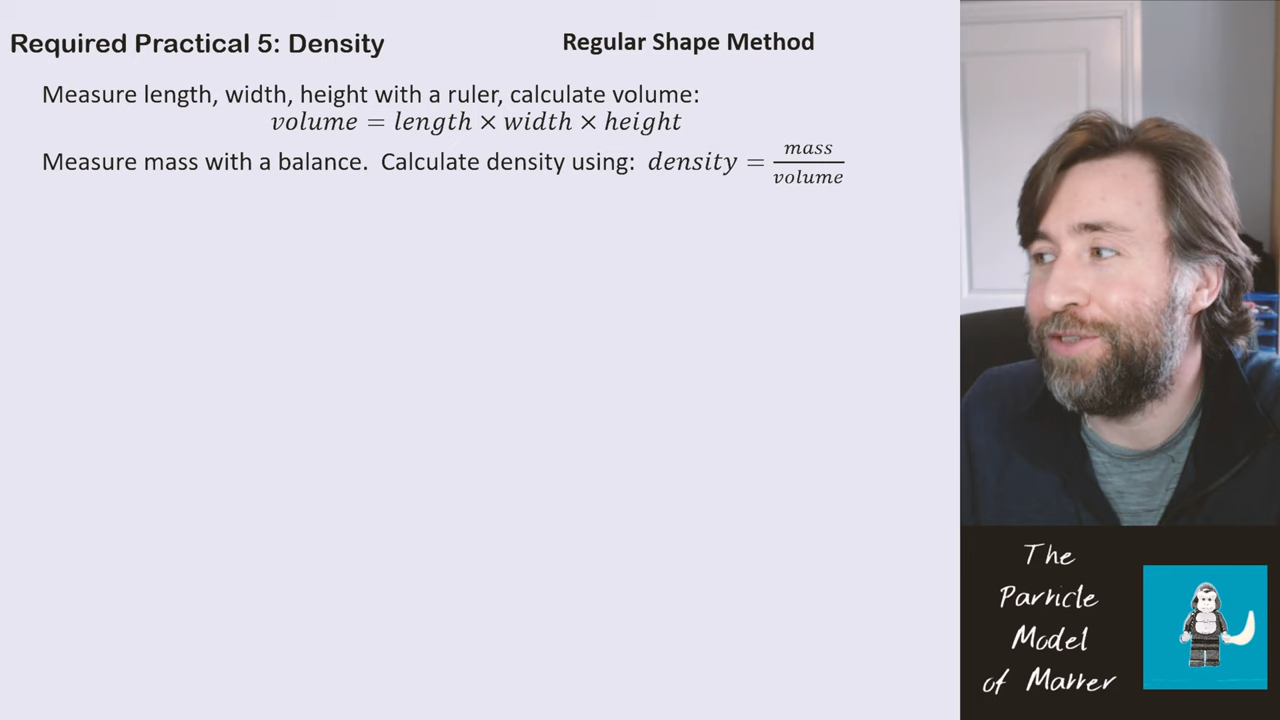 Required Practical 5: Density
Regular Shape Method
Measure length, width, height with a ruler, calculate volume:
volume = length × width × height
Measure mass with a balance.  Calculate density using: density = mass / volume
The
Particle
Model
of Matter